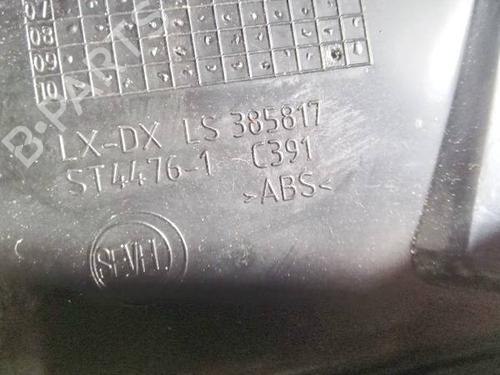 07
08
09
10
B-PARTS
LX-DX LS 385817
ST4476-1 C391
>ABS<
SEVEL